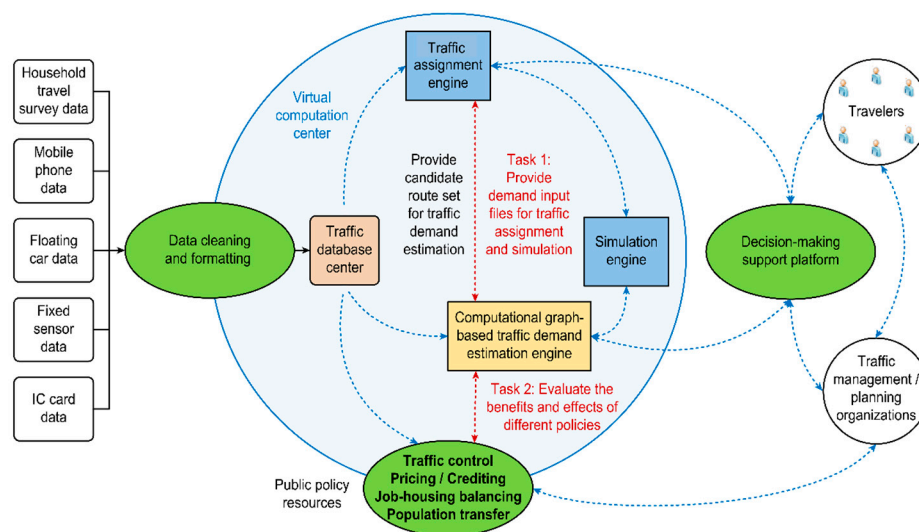 Household
travel
survey data
Mobile
phone
data
Floating
car data
Fixed
sensor
data
IC card
data
Data cleaning
and formatting
Traffic
database
center
Virtual
computation
center
Traffic
assignment
engine
Provide
candidate
route set
for traffic
demand
estimation
Task 1:
Provide
demand input
files for traffic
assignment
and simulation
Simulation
engine
Computational graph-
based traffic demand
estimation engine
Task 2: Evaluate the
benefits and effects of
different policies
Public policy
resources
Traffic control
Pricing / Crediting
Job-housing balancing
Population transfer
Decision-making
support platform
Travelers
Traffic
management /
planning
organizations